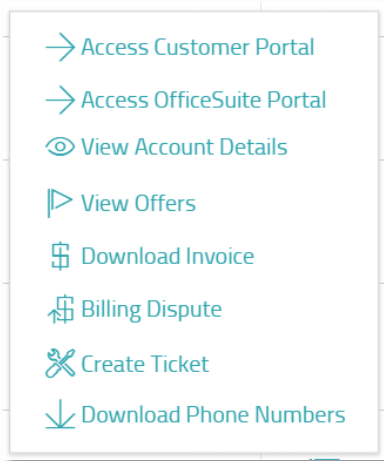 Access Customer Portal
Access OfficeSuite Portal
View Account Details
View Offers
Download Invoice
Billing Dispute
Create Ticket
Download Phone Numbers